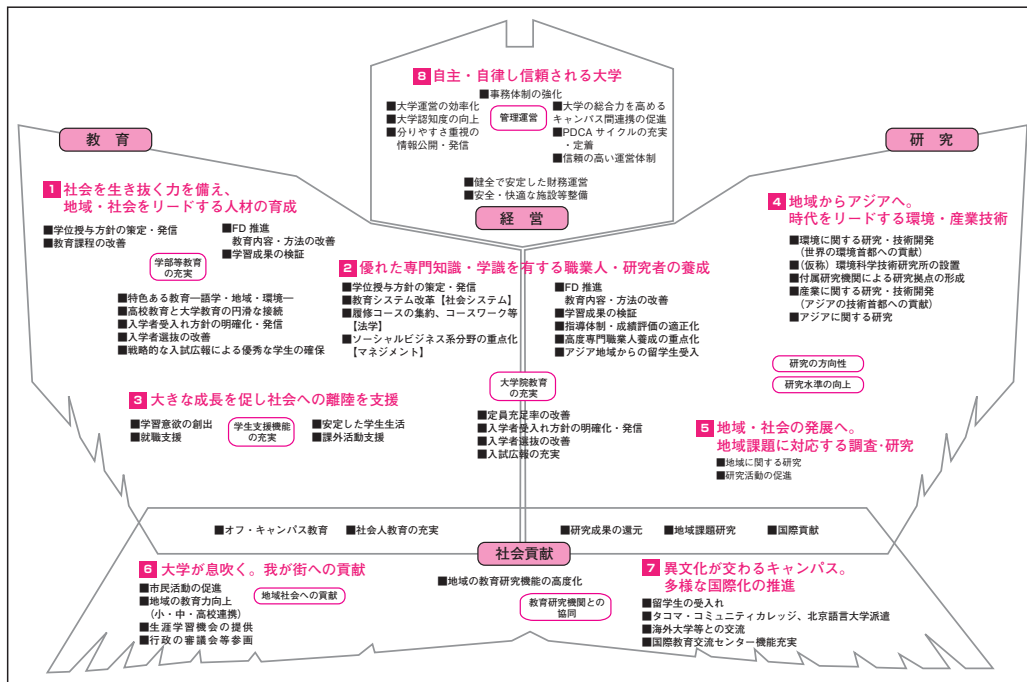 8 自主・自律し信頼される大学
■事務体制の強化
■大学運営の効率化
■大学認知度の向上
■分りやすさ重視の
情報公開・発信
管理運営
■大学の総合力を高める
キャンパス間連携の促進
■PDCA サイクルの充実
・定着
■信頼の高い運営体制
■健全で安定した財務運営
■安全・快適な施設等整備
経 営
教 育
1 社会を生き抜く力を備え、
地域・社会をリードする人材の育成
■学位授与方針の策定・発信
■教育課程の改善
■FD 推進
教育内容・方法の改善
■学習成果の検証
学部等教育
の充実
■特色ある教育―語学・地域・環境―
■高校教育と大学教育の円滑な接続
■入学者受入れ方針の明確化・発信
■入学者選抜の改善
■戦略的な入試広報による優秀な学生の確保
2 優れた専門知識・学識を有する職業人・研究者の養成
■学位授与方針の策定・発信
■教育システム改革【社会システム】
■履修コースの集約、コースワーク等
【法学】
■ソーシャルビジネス系分野の重点化
【マネジメント】
■FD 推進
教育内容・方法の改善
■学習成果の検証
■指導体制・成績評価の適正化
■高度専門職業人養成の重点化
■アジア地域からの留学生受入
大学院教育
の充実
■定員充足率の改善
■入学者受入れ方針の明確化・発信
■入学者選抜の改善
■入試広報の充実
3 大きな成長を促し社会への離陸を支援
■学習意欲の創出
■就職支援
学生支援機能
の充実
■安定した学生生活
■課外活動支援
研 究
4 地域からアジアへ。
時代をリードする環境・産業技術
■環境に関する研究・技術開発
(世界の環境首都への貢献)
■(仮称)環境科学技術研究所の設置
■付属研究機関による研究拠点の形成
■産業に関する研究・技術開発
(アジアの技術首都への貢献)
■アジアに関する研究
研究の方向性
研究水準の向上
5 地域・社会の発展へ。
地域課題に対応する調査・研究
■地域に関する研究
■研究活動の促進
■オフ・キャンパス教育 ■社会人教育の充実 ■研究成果の還元 ■地域課題研究 ■国際貢献
社会貢献
6 大学が息吹く。我が街への貢献
■市民活動の促進
■地域の教育力向上
(小・中・高校連携)
■生涯学習機会の提供
■行政の審議会等参画
地域社会への貢献
■地域の教育研究機能の高度化
教育研究機関との
協同
7 異文化が交わるキャンパス。
多様な国際化の推進
■留学生の受入れ
■タコマ・コミュニティカレッジ、北京語言大学派遣
■海外大学等との交流
■国際教育交流センター機能充実